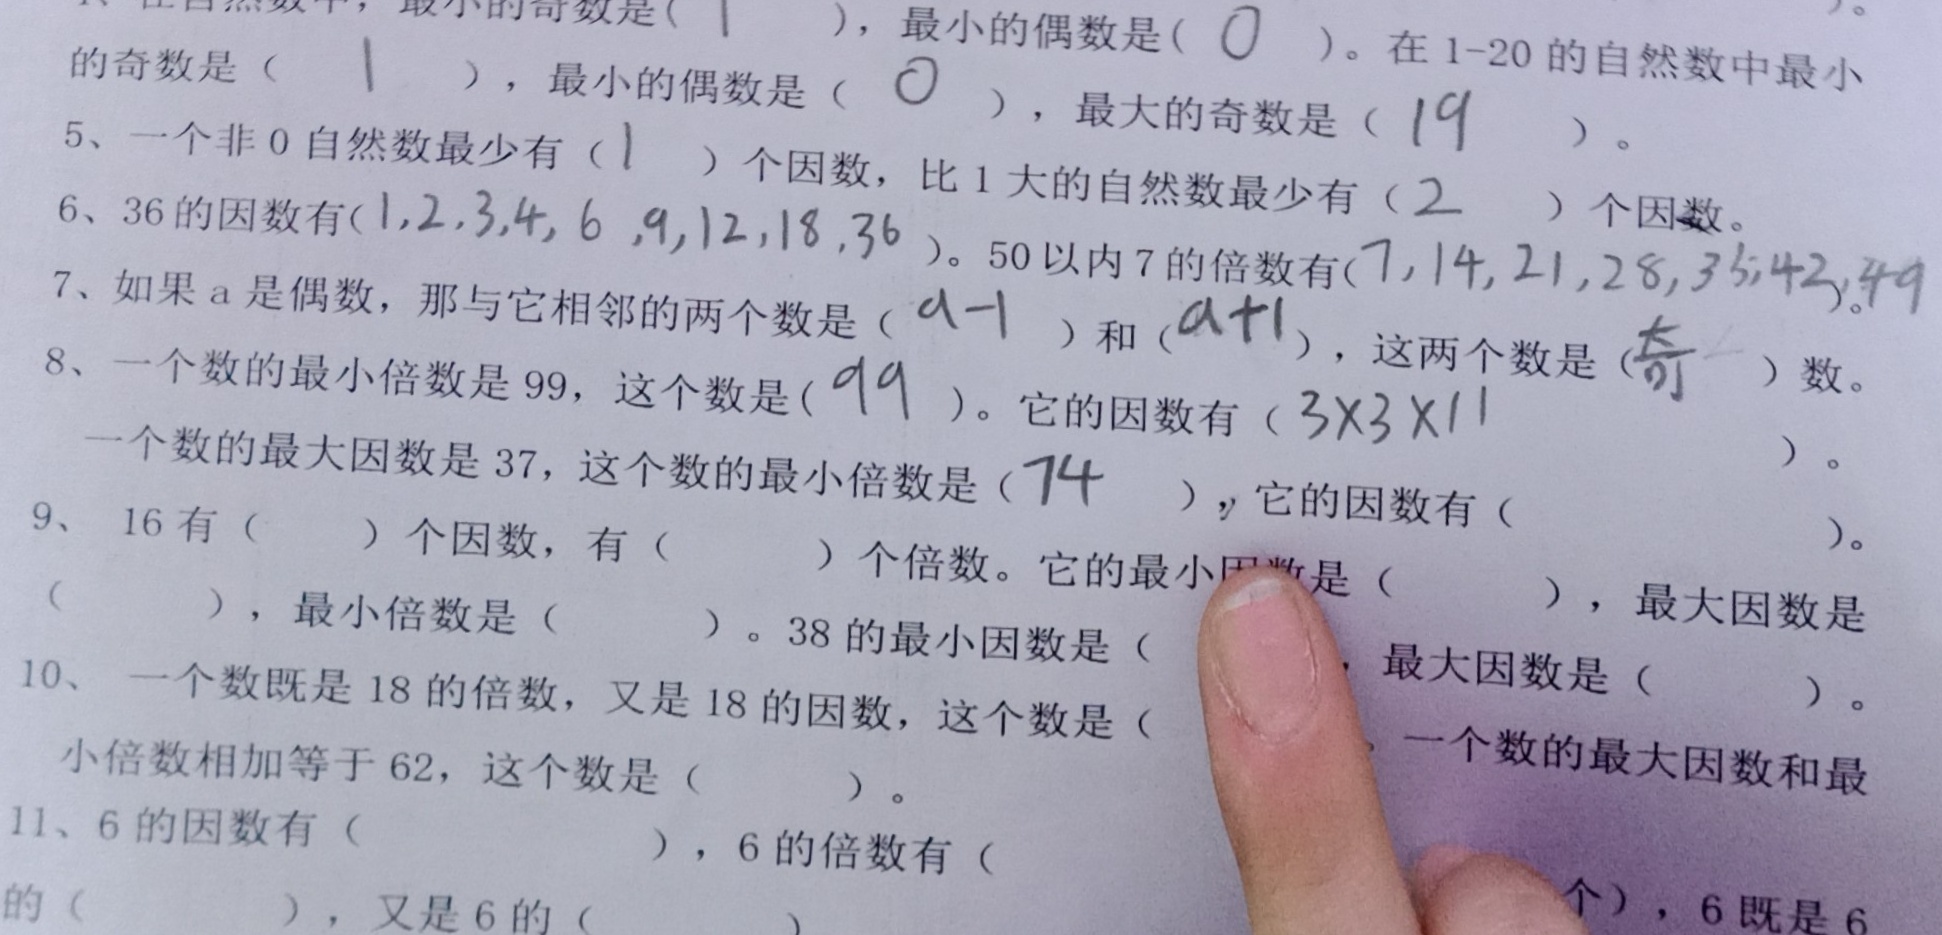 4、在自然数中，最小的奇数是( 1 )，最小的偶数是( 0 )。在 1-20 的自然数中最小
的奇数是（ 1 ），最小的偶数是（ 0 ），最大的奇数是（ 19 ）。
5、一个非 0 自然数最少有（ 1 ）个因数，比 1 大的自然数最少有（ 2 ）个因数。
6、36 的因数有(1,2,3,4,6,9,12,18,36)。50 以内 7 的倍数有(7,14,21,28,35,42,49)。
7、如果 a 是偶数，那与它相邻的两个数是（ a-1 ）和（ a+1 ），这两个数是（ 奇 ）数。
8、一个数的最小倍数是 99，这个数是( 99 )。它的因数有（ 3×3×11 ）。
一个数的最大因数是 37，这个数的最小倍数是（ 74 ），它的因数有（ ）。
9、 16 有（ ）个因数，有（ ）个倍数。它的最小因数是（ ），最大因数是
（ ），最小倍数是（ ）。38 的最小因数是（ ，最大因数是（ ）。
10、 一个数既是 18 的倍数，又是 18 的因数，这个数是（ 一个数的最大因数和最
小倍数相加等于 62，这个数是（ ）。
11、6 的因数有（ ），6 的倍数有（ 个），6 既是 6
的（ ），又是 6 的（ ）